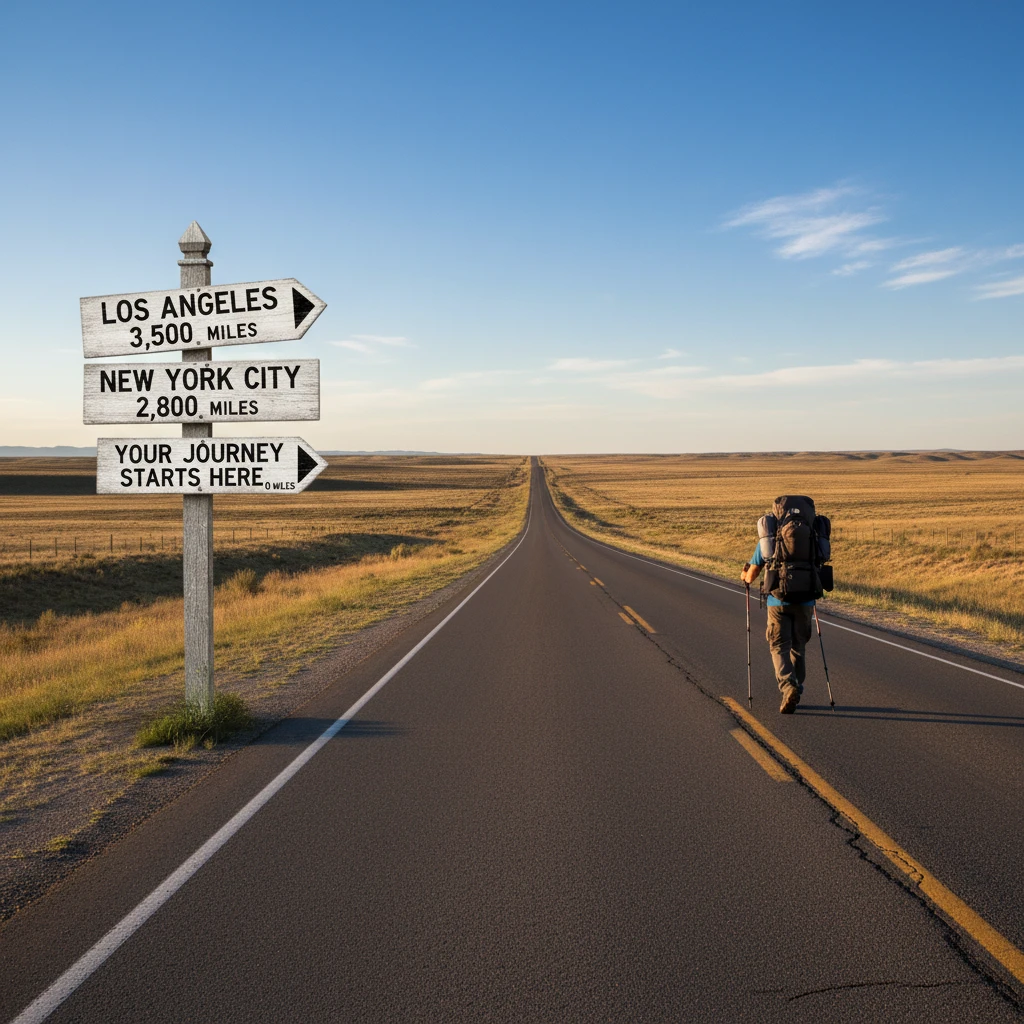 LOS ANGELES
3,500 MILES
NEW YORK CITY
2,800 MILES
YOUR JOURNEY
STARTS HERE